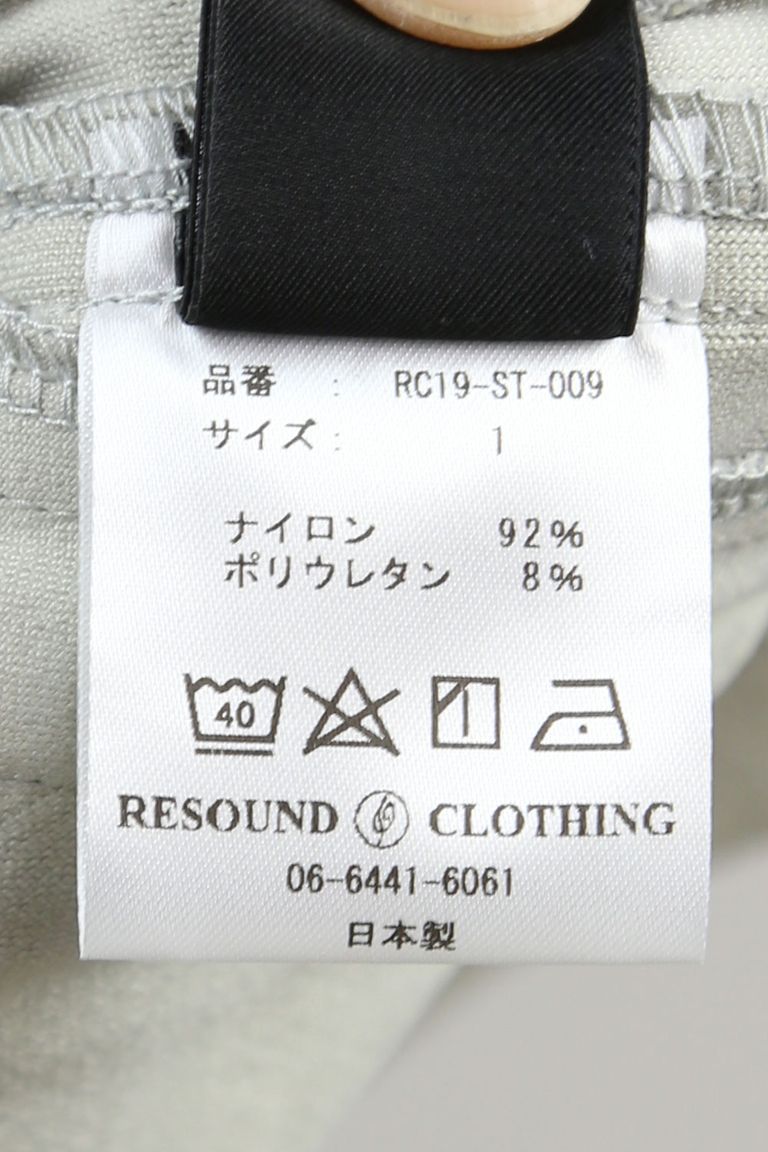 品番 : RC19-ST-009
サイズ: 1
ナイロン 92%
ポリウレタン 8%
40
RESOUND CLOTHING
06-6441-6061
日本製